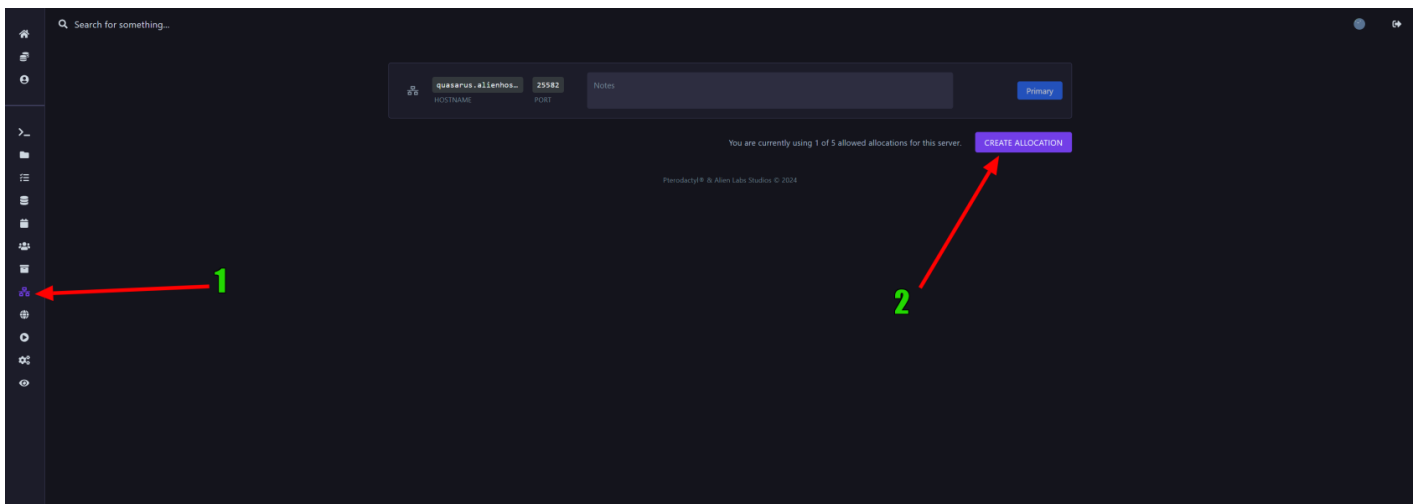 Search for something...
quasarus.alienhos… 25582 Notes
HOSTNAME PORT
Primary
You are currently using 1 of 5 allowed allocations for this server. CREATE ALLOCATION
Pterodactyl® & Alien Labs Studios © 2024
1
2